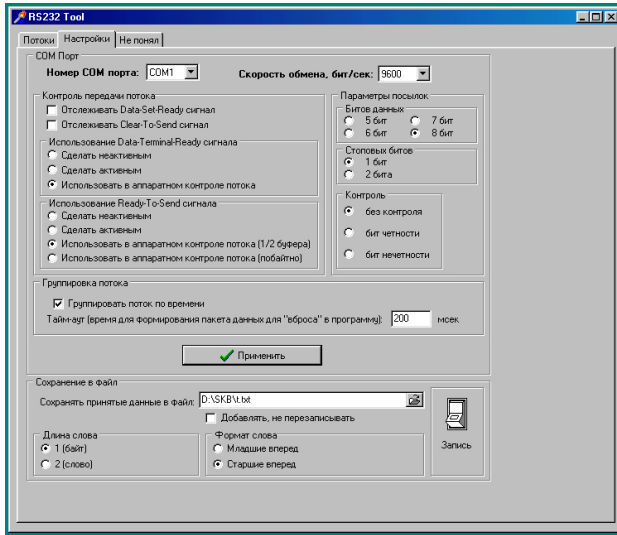 RS232 Tool
Потоки Настройки Не понял
COM Порт
Номер COM порта: COM1 Скорость обмена, бит/сек: 9600
Контроль передачи потока
Отслеживать Data-Set-Ready сигнал
Отслеживать Clear-To-Send сигнал
Использование Data-Terminal-Ready сигнала
Сделать неактивным
Сделать активным
Использовать в аппаратном контроле потока
Использование Ready-To-Send сигнала
Сделать неактивным
Сделать активным
Использовать в аппаратном контроле потока (1/2 буфера)
Использовать в аппаратном контроле потока (побайтно)
Параметры посылок
Битов данных
5 бит 7 бит
6 бит 8 бит
Стоповых битов
1 бит
2 бита
Контроль
без контроля
бит четности
бит нечетности
Группировка потока
Группировать поток по времени
Тайм-аут (время для формирования пакета данных для "вброса" в программу): 200 мсек
Применить
Сохранение в файл
Сохранять принятые данные в файл: D:\SKB\t.txt
Добавлять, не перезаписывать
Длина слова
1 (байт)
2 (слово)
Формат слова
Младшие вперед
Старшие вперед
Запись